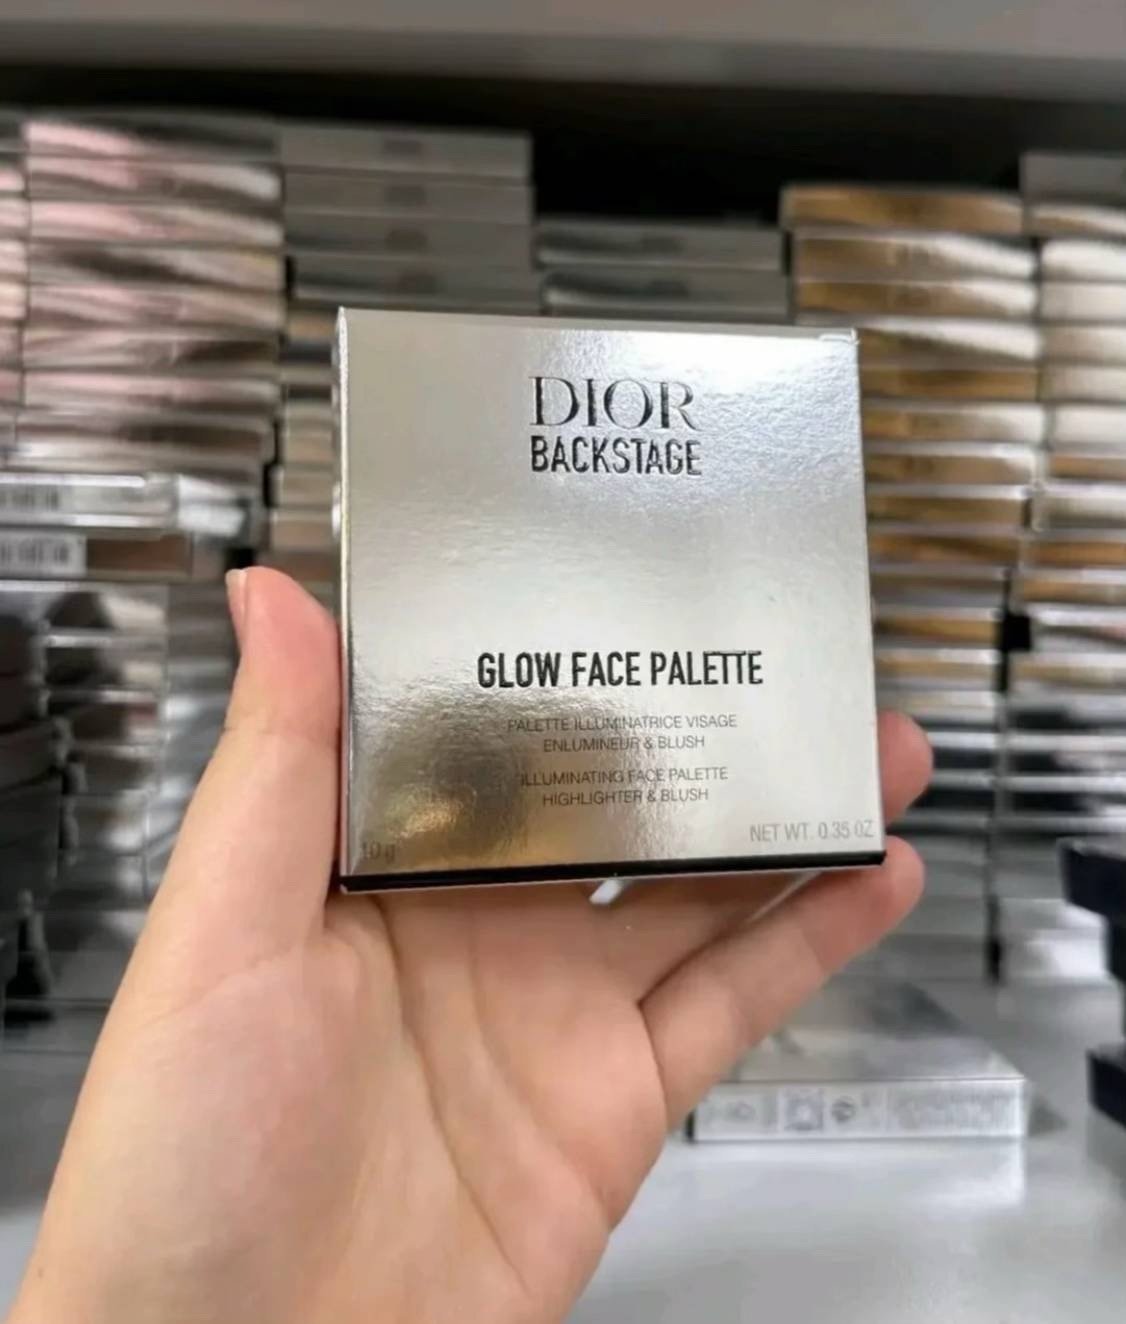 DIOR
BACKSTAGE
GLOW FACE PALETTE
PALETTE ILLUMINATRICE VISAGE
ENLUMINEUR & BLUSH
ILLUMINATING FACE PALETTE
HIGHLIGHTER & BLUSH
10 g
NET WT. 0.35 OZ